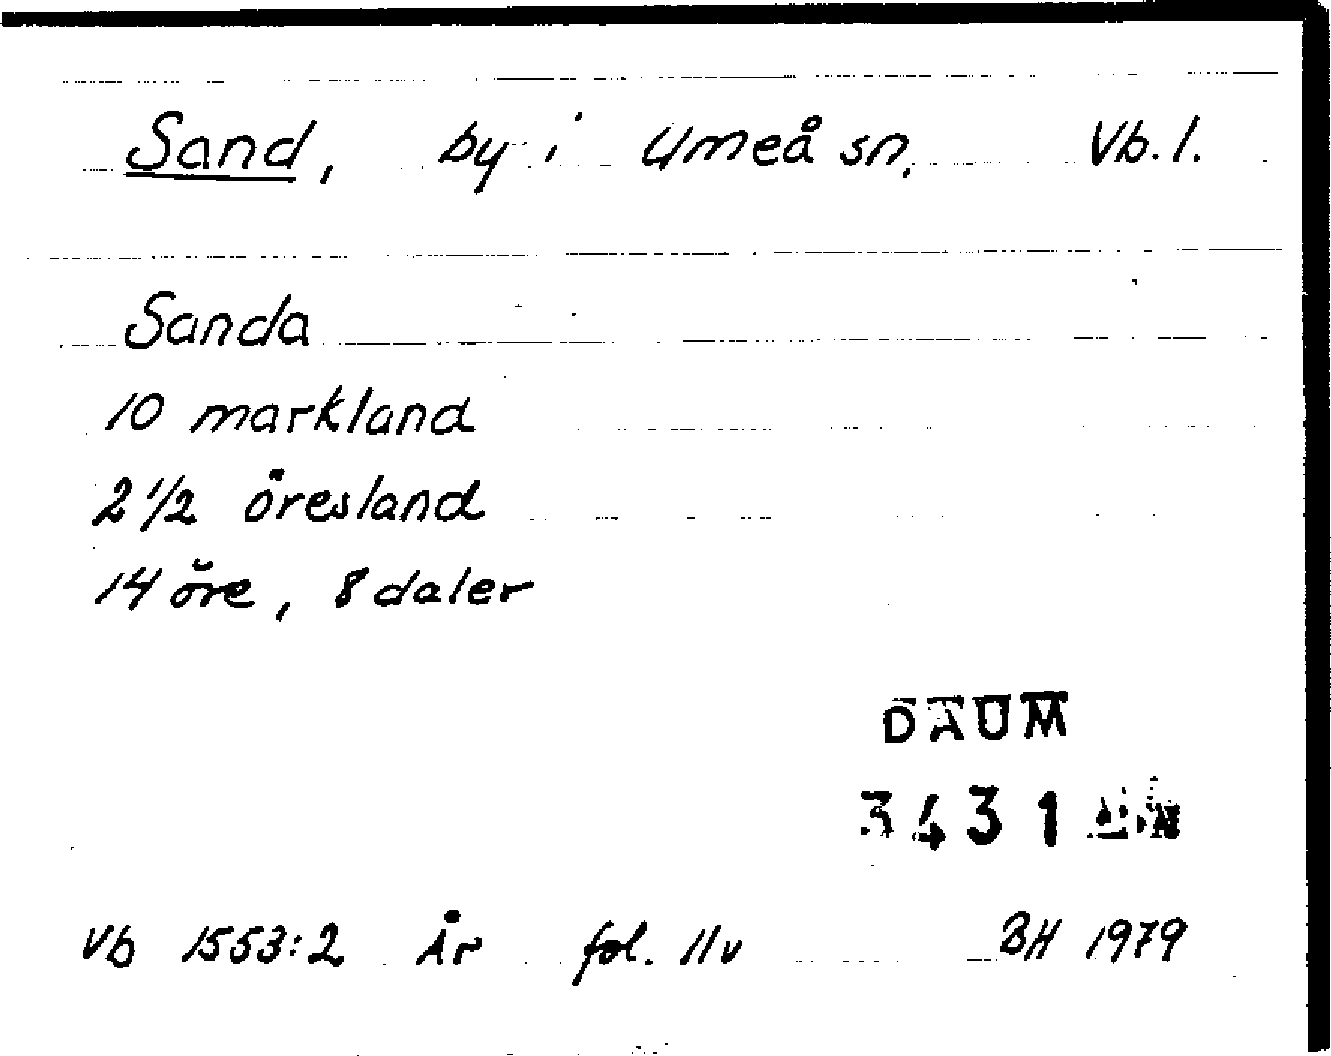 Sand, by i Umeå sn. Vb. l.
Sanda
10 markland
2 1/2 öresland
14 öre, 8 daler
DAUM
3431
Vb 1553:2 År fol. 11v BH 1979